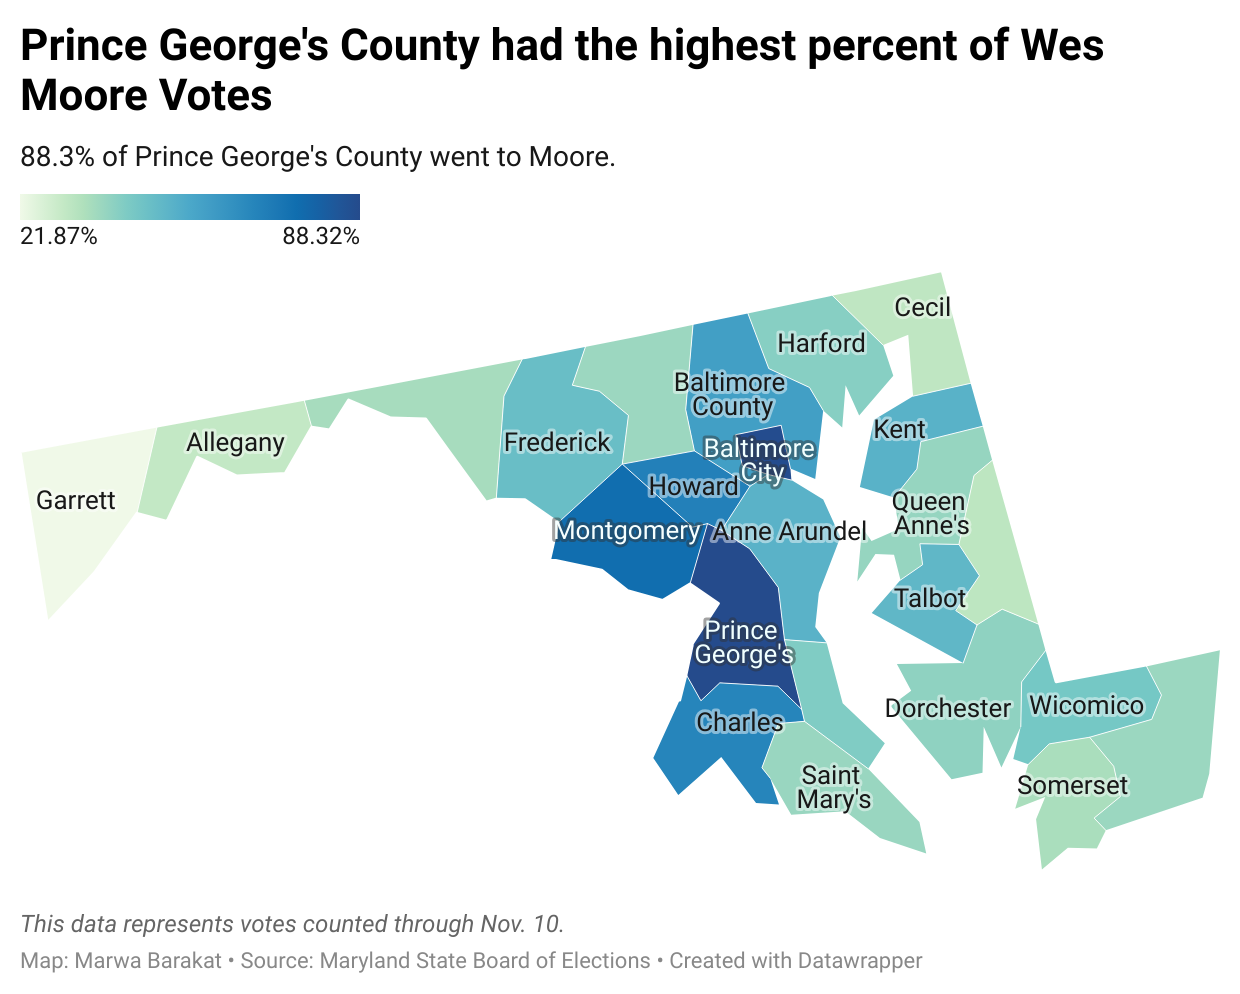 Prince George's County had the highest percent of Wes
Moore Votes
88.3% of Prince George's County went to Moore.
21.87%
88.32%
Cecil
Harford
Baltimore
County
Kent
Allegany
Frederick
Baltimore
City
Garrett
Howard
Queen
Anne's
Montgomery
Anne Arundel
Talbot
Prince
George's
Dorchester
Wicomico
Charles
Saint
Mary's
Somerset
This data represents votes counted through Nov. 10.
Map: Marwa Barakat • Source: Maryland State Board of Elections • Created with Datawrapper